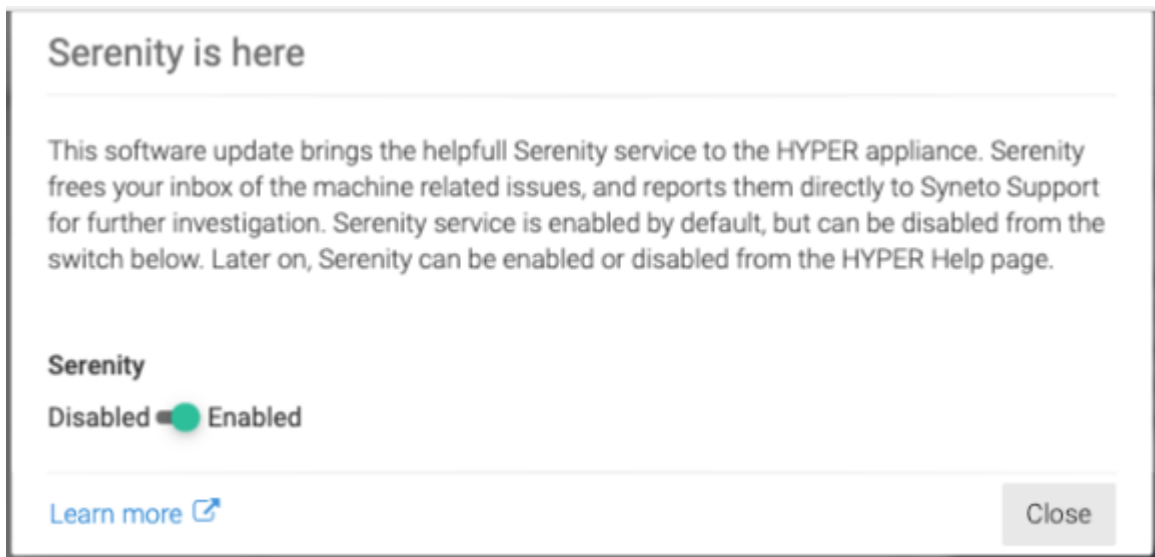 Serenity is here
This software update brings the helpfull Serenity service to the HYPER appliance. Serenity
frees your inbox of the machine related issues, and reports them directly to Syneto Support
for further investigation. Serenity service is enabled by default, but can be disabled from the
switch below. Later on, Serenity can be enabled or disabled from the HYPER Help page.
Serenity
Disabled Enabled
Learn more Close